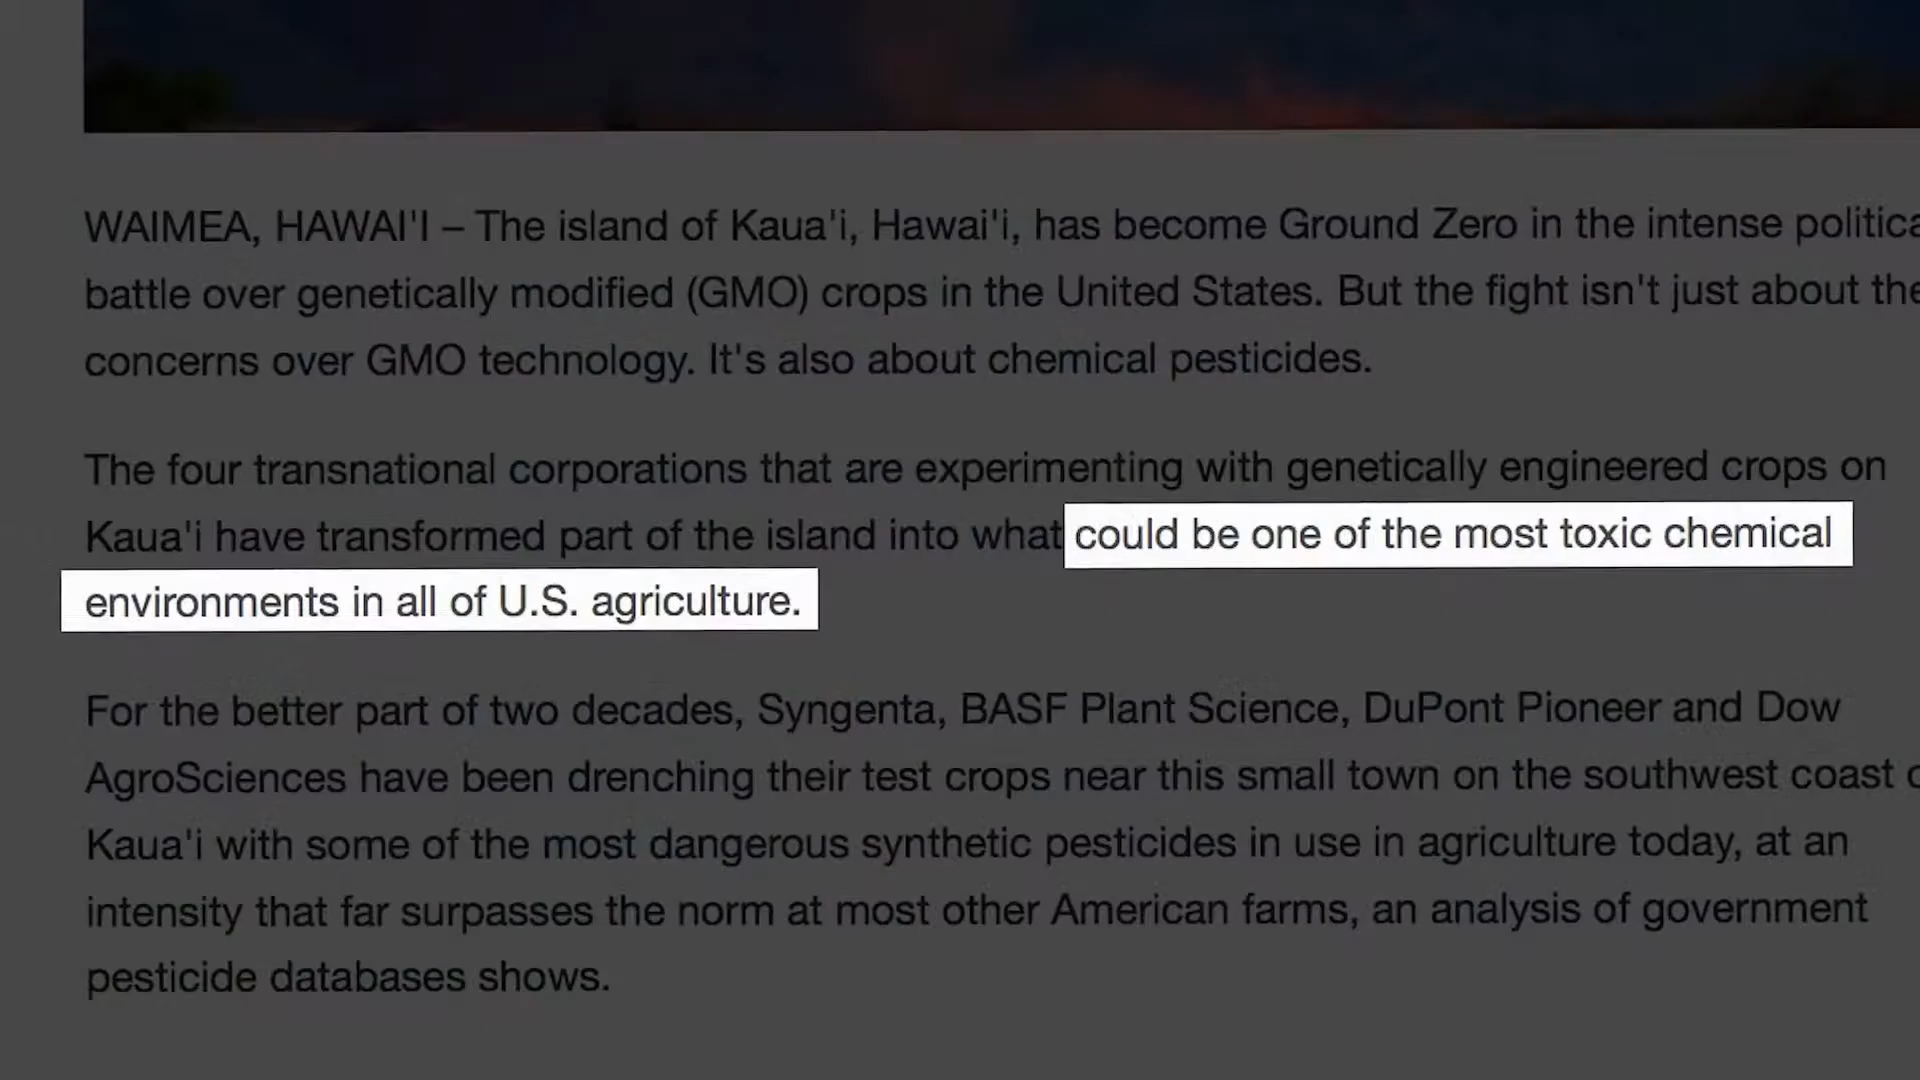 WAIMEA, HAWAI'I – The island of Kaua'i, Hawai'i, has become Ground Zero in the intense
battle over genetically modified (GMO) crops in the United States. But the fight isn't just about
concerns over GMO technology. It's also about chemical pesticides.
The four transnational corporations that are experimenting with genetically engineered crops on
Kaua'i have transformed part of the island into what could be one of the most toxic chemical
environments in all of U.S. agriculture.
For the better part of two decades, Syngenta, BASF Plant Science, DuPont Pioneer and Dow
AgroSciences have been drenching their test crops near this small town on the southwest coast
Kaua'i with some of the most dangerous synthetic pesticides in use in agriculture today, at an
intensity that far surpasses the norm at most other American farms, an analysis of government
pesticide databases shows.